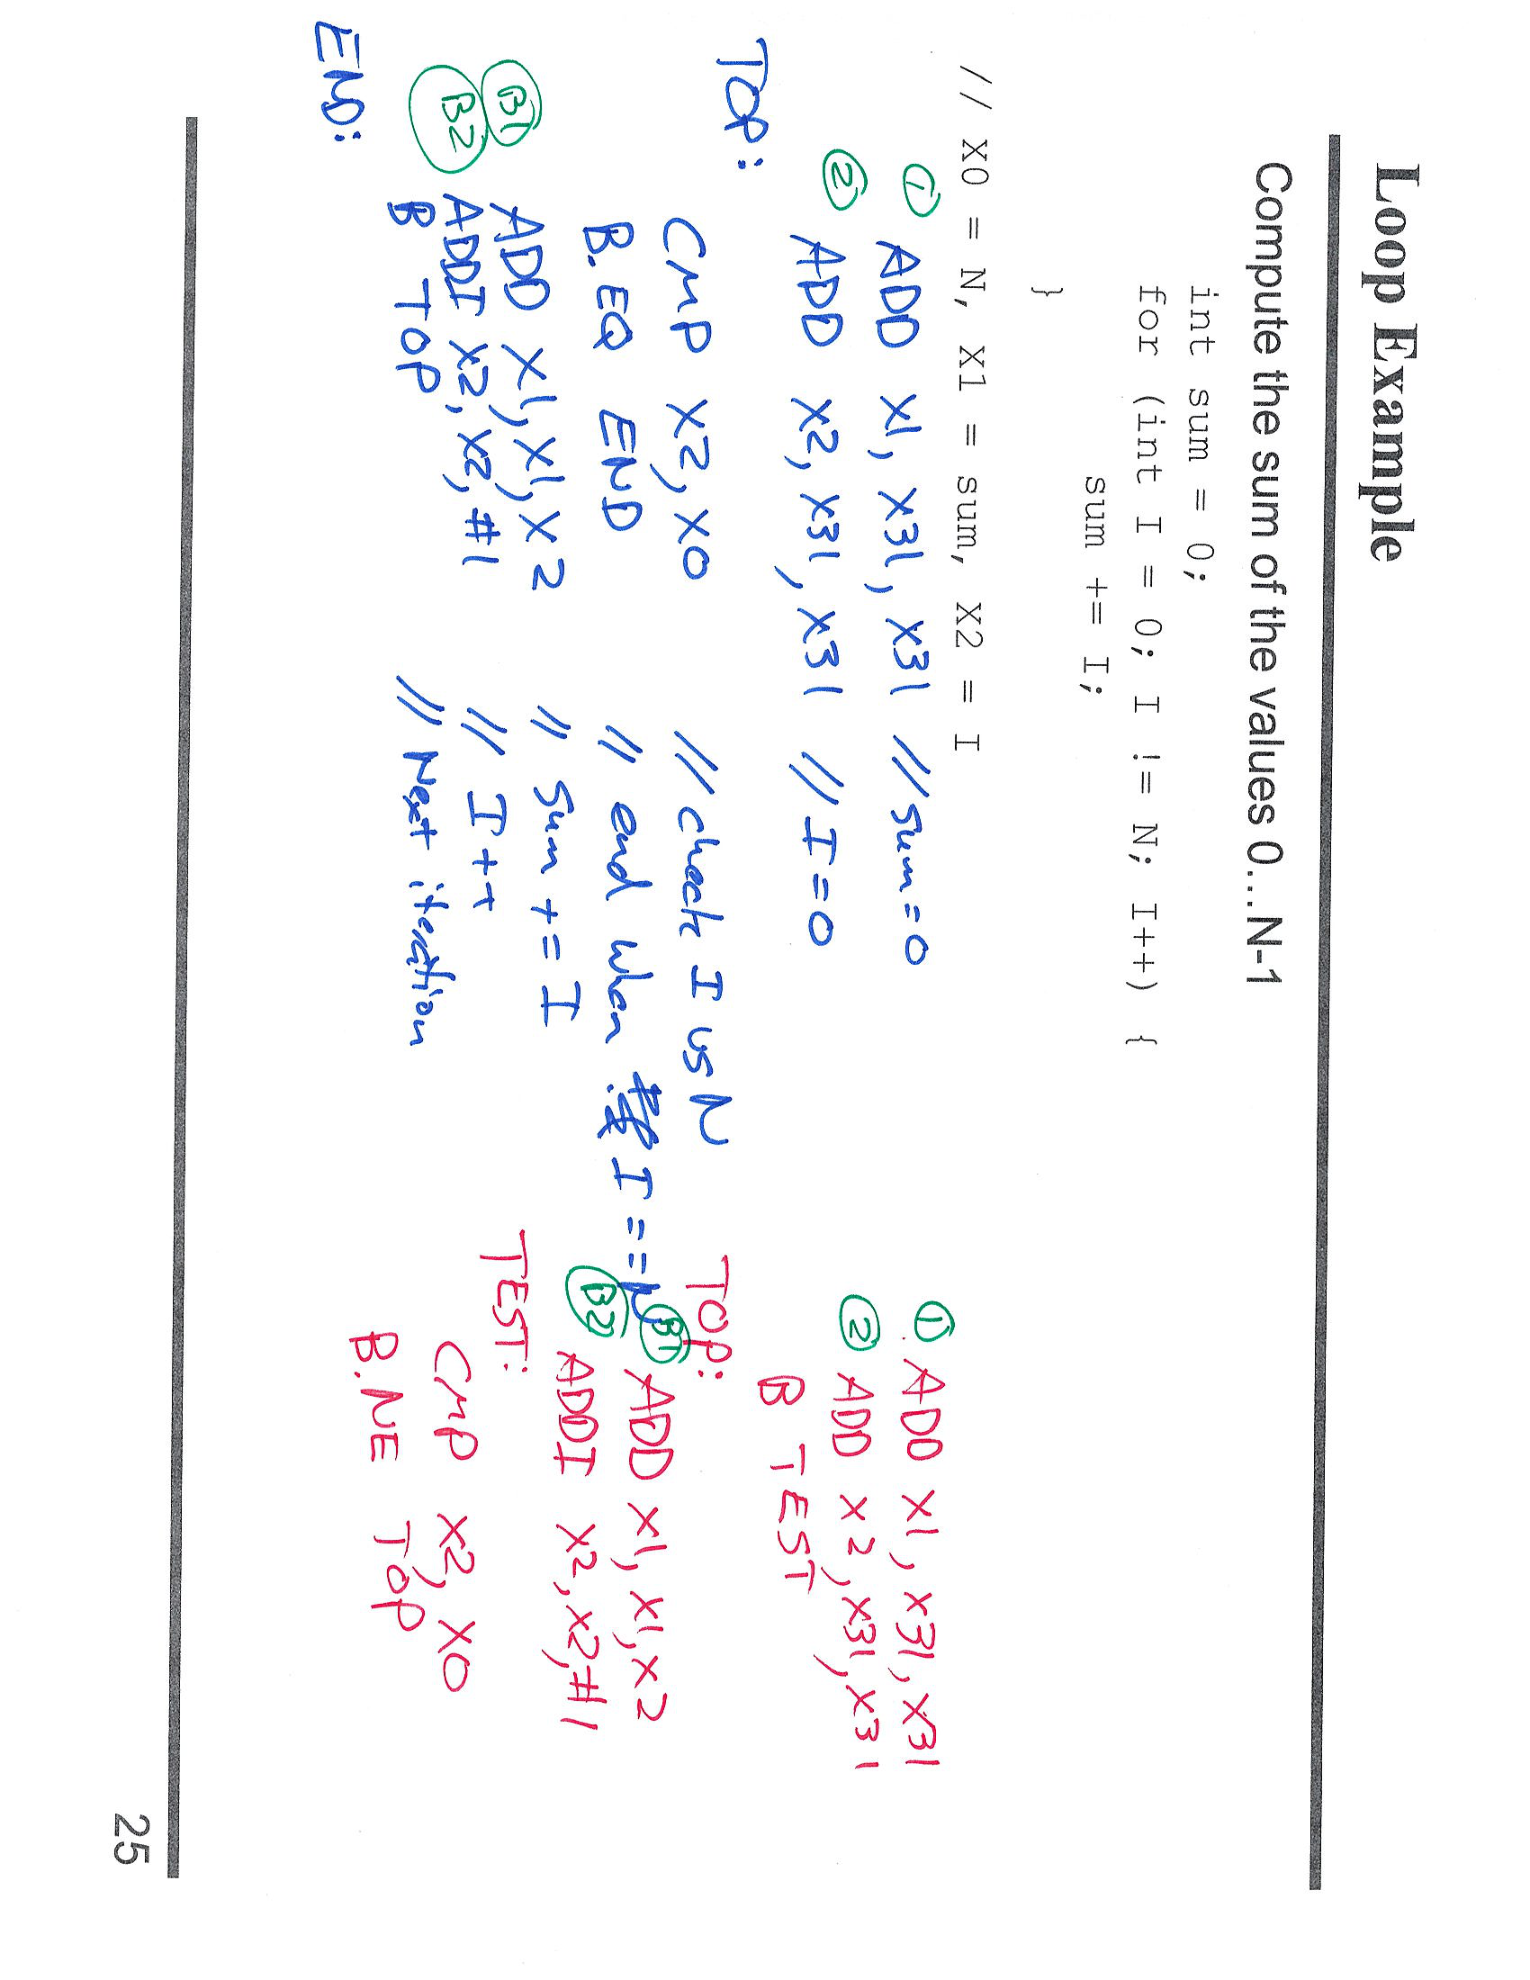 Loop Example
Compute the sum of the values 0...N-1
int sum = 0;
for (int I = 0; I != N; I++) {
sum += I;
}
// X0 = N, X1 = sum, X2 = I
① ADD X1, X31, X31 // sum=0
② ADD X2, X31, X31 // I=0
TOP:
CMP X2, X0 // check I vs N
B.EQ END // end when I==N
B1 ADD X1, X1, X2 // sum += I
B2 ADDI X2, X2, #1 // I++
B TOP // Next iteration
END:
① ADD X1, X31, X31
② ADD X2, X31, X31
B TEST
TOP:
B1 ADD X1, X1, X2
B2 ADDI X2, X2, #1
TEST:
CMP X2, X0
B.NE TOP
25